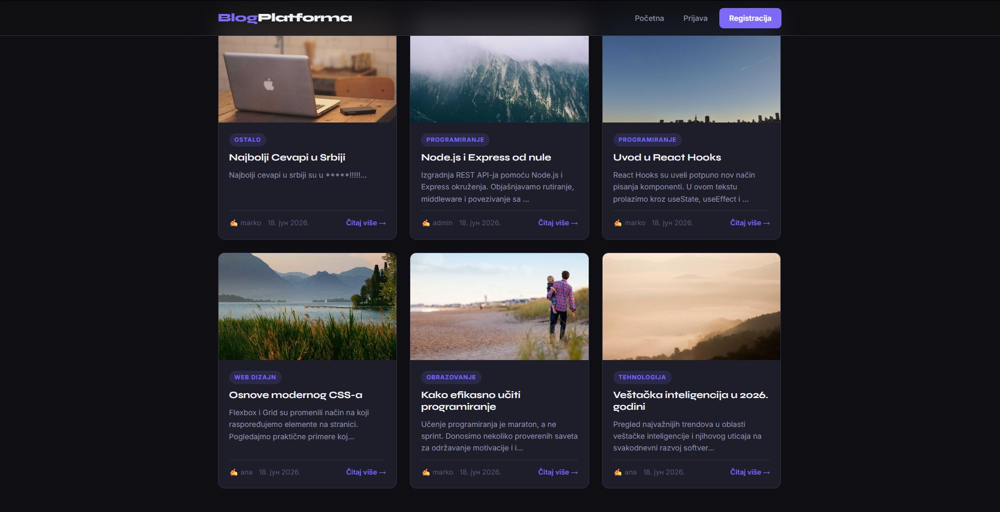 BlogPlatforma
Početna
Prijava
Registracija
OSTALO
Najbolji Cevapi u Srbiji
Najbolji cevapi u srbiji su u *****!!!!!...
marko 18. јун 2026.
Čitaj više →
PROGRAMIRANJE
Node.js i Express od nule
Izgradnja REST API-ja pomoću Node.js i
Express okruženja. Objašnjavamo rutiranje,
middleware i povezivanje sa ...
admin 18. јун 2026.
Čitaj više →
PROGRAMIRANJE
Uvod u React Hooks
React Hooks su uveli potpuno nov način
pisanja komponenti. U ovom tekstu
prolazimo kroz useState, useEffect i ...
marko 18. јун 2026.
Čitaj više →
WEB DIZAJN
Osnove modernog CSS-a
Flexbox i Grid su promenili način na koji
raspoređujemo elemente na stranici.
Pogledajmo praktične primere koj...
ana 18. јун 2026.
Čitaj više →
OBRAZOVANJE
Kako efikasno učiti
programiranje
Učenje programiranja je maraton, a ne
sprint. Donosimo nekoliko proverenih saveta
za održavanje motivacije i i...
marko 18. јун 2026.
Čitaj više →
TEHNOLOGIJA
Veštačka inteligencija u 2026.
godini
Pregled najvažnijih trendova u oblasti
veštačke inteligencije i njihovog uticaja na
svakodnevni razvoj softver...
ana 18. јун 2026.
Čitaj više →